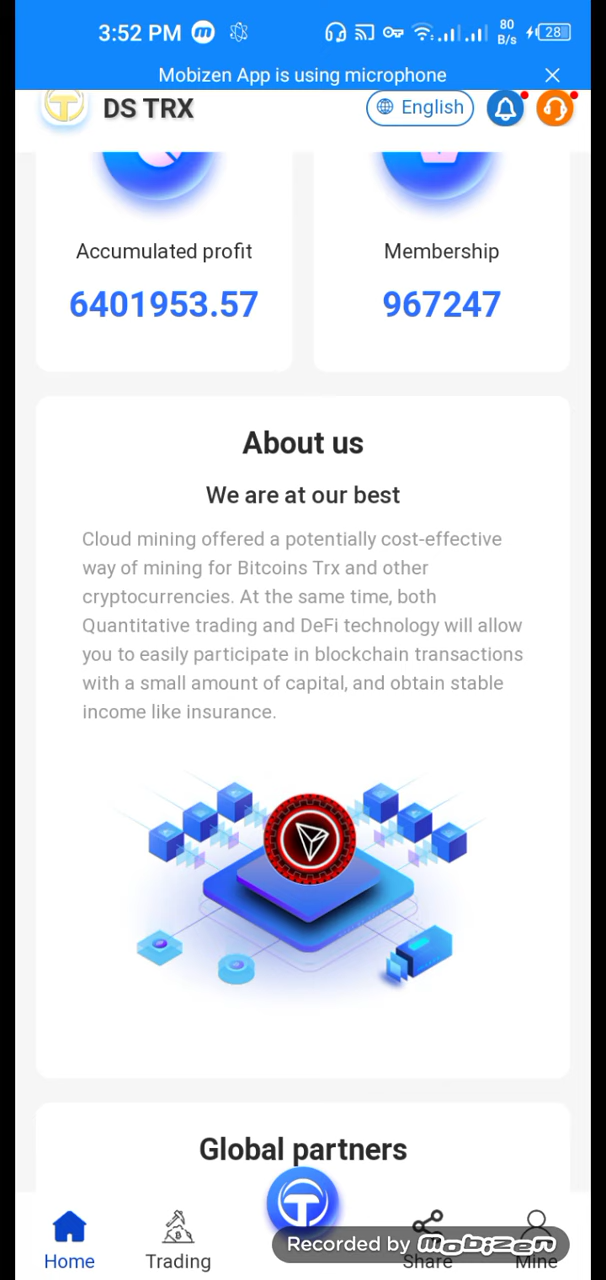 3:52 PM
80
B/s
28
Mobizen App is using microphone
DS TRX
English
Accumulated profit
Membership
6401953.57
967247
About us
We are at our best
Cloud mining offered a potentially cost-effective
way of mining for Bitcoins Trx and other
cryptocurrencies. At the same time, both
Quantitative trading and DeFi technology will allow
you to easily participate in blockchain transactions
with a small amount of capital, and obtain stable
income like insurance.
Global partners
Recorded by mobizen
Home
Trading
Share
Mine